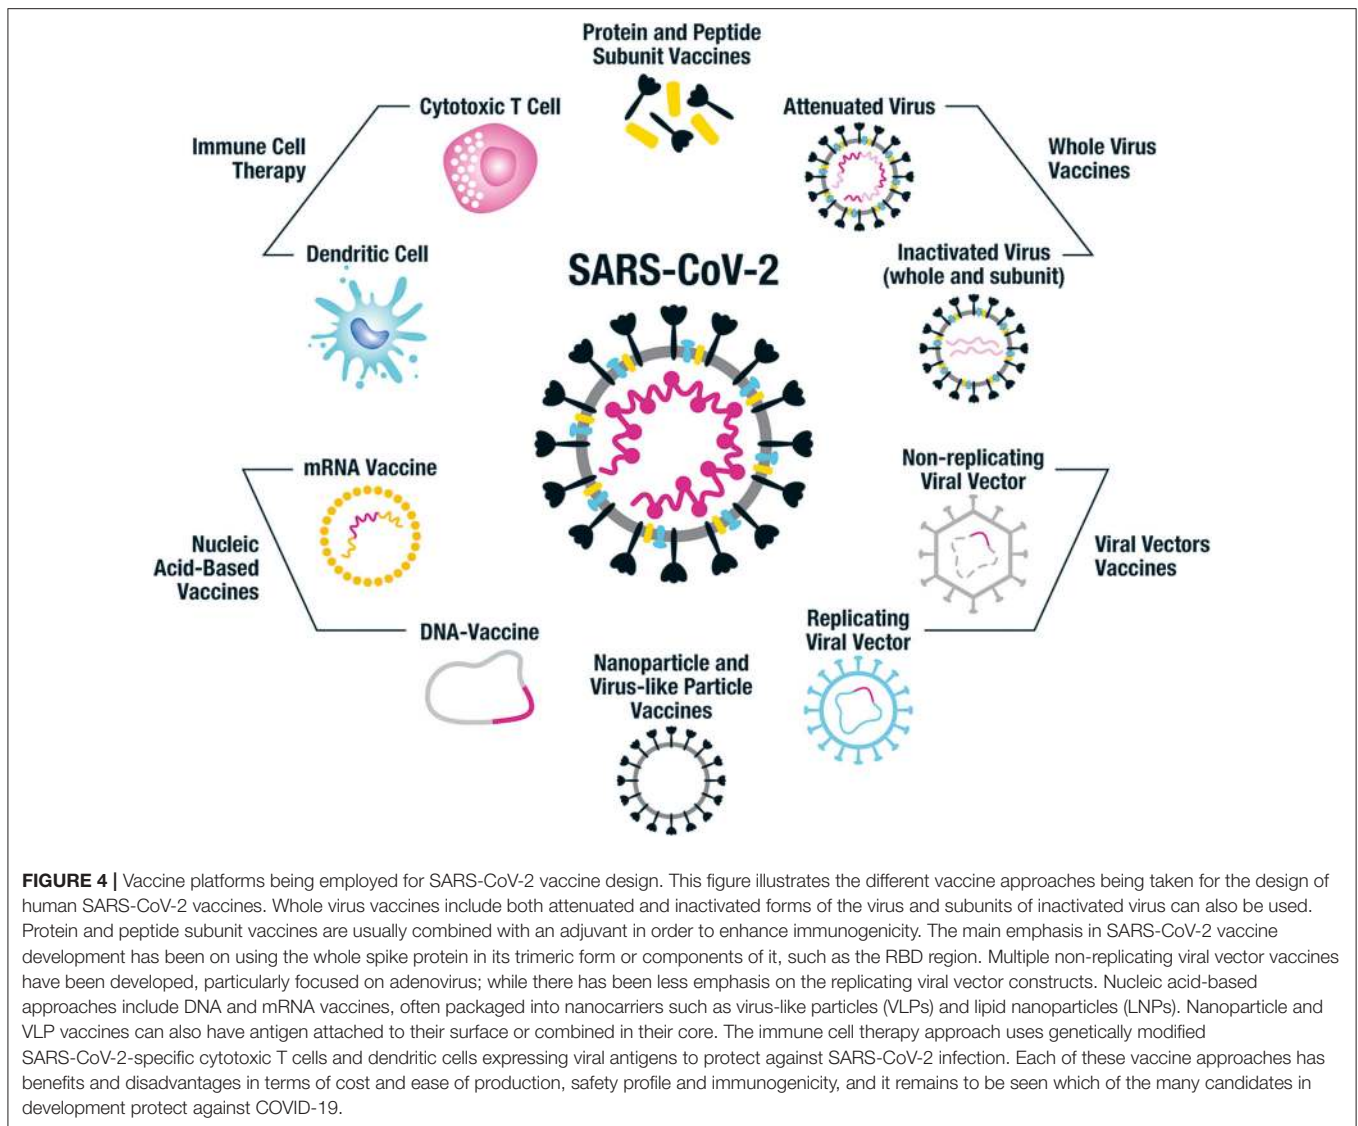 Protein and Peptide
Subunit Vaccines
Cytotoxic T Cell
Attenuated Virus
Immune Cell
Therapy
Whole Virus
Vaccines
Dendritic Cell
Inactivated Virus
(whole and subunit)
SARS-CoV-2
mRNA Vaccine
Non-replicating
Viral Vector
Nucleic
Acid-Based
Vaccines
Viral Vectors
Vaccines
DNA-Vaccine
Replicating
Viral Vector
Nanoparticle and
Virus-like Particle
Vaccines
FIGURE 4 | Vaccine platforms being employed for SARS-CoV-2 vaccine design. This figure illustrates the different vaccine approaches being taken for the design of
human SARS-CoV-2 vaccines. Whole virus vaccines include both attenuated and inactivated forms of the virus and subunits of inactivated virus can also be used.
Protein and peptide subunit vaccines are usually combined with an adjuvant in order to enhance immunogenicity. The main emphasis in SARS-CoV-2 vaccine
development has been on using the whole spike protein in its trimeric form or components of it, such as the RBD region. Multiple non-replicating viral vector vaccines
have been developed, particularly focused on adenovirus; while there has been less emphasis on the replicating viral vector constructs. Nucleic acid-based
approaches include DNA and mRNA vaccines, often packaged into nanocarriers such as virus-like particles (VLPs) and lipid nanoparticles (LNPs). Nanoparticle and
VLP vaccines can also have antigen attached to their surface or combined in their core. The immune cell therapy approach uses genetically modified
SARS-CoV-2-specific cytotoxic T cells and dendritic cells expressing viral antigens to protect against SARS-CoV-2 infection. Each of these vaccine approaches has
benefits and disadvantages in terms of cost and ease of production, safety profile and immunogenicity, and it remains to be seen which of the many candidates in
development protect against COVID-19.